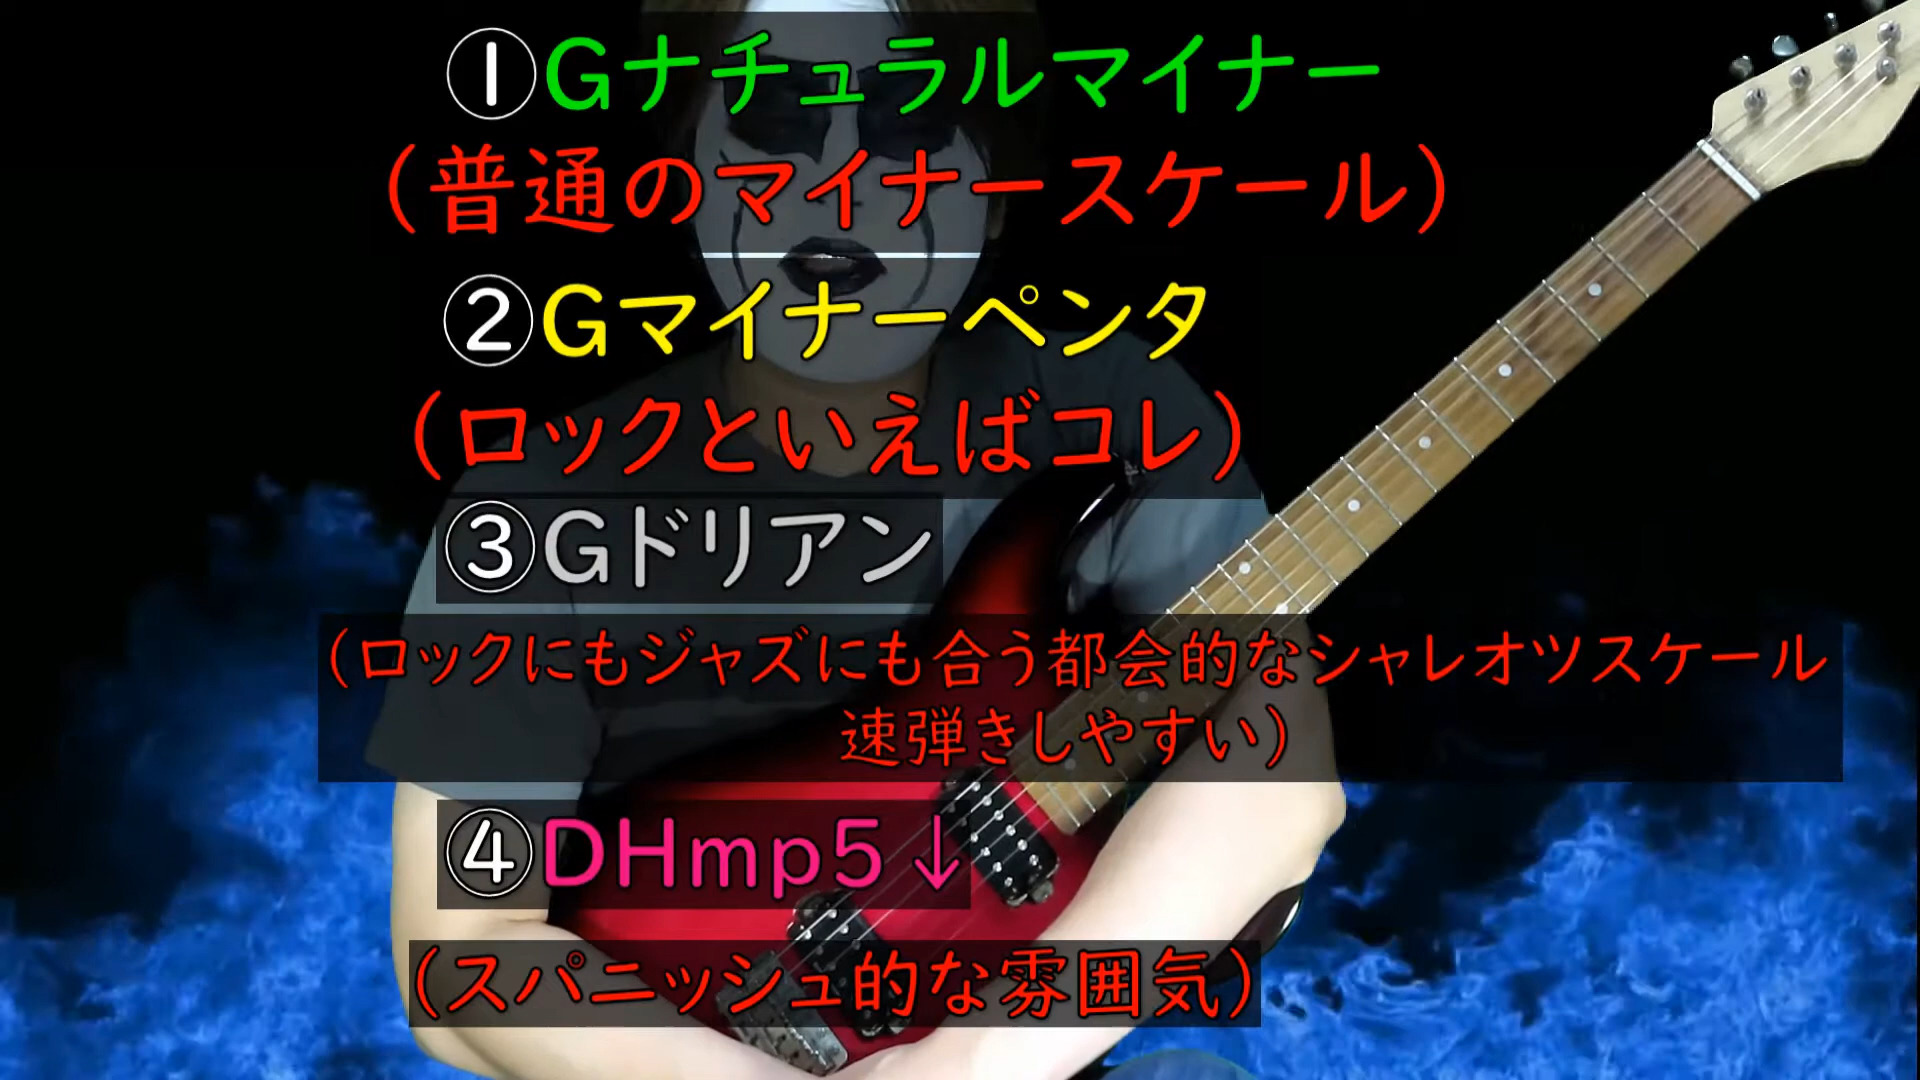 ①Gナチュラルマイナー
（普通のマイナースケール）
②Gマイナーペンタ
（ロックといえばコレ）
③Gドリアン
（ロックにもジャズにも合う都会的なシャレオツスケール
速弾きしやすい）
④DHmp5↓
（スパニッシュ的な雰囲気）